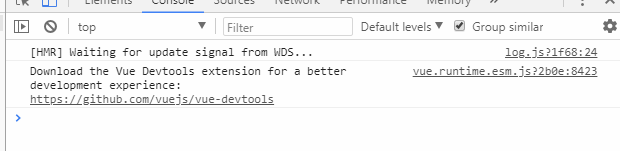 Elements Console Sources Network Performance Memory
top Filter Default levels ▼ Group similar
[HMR] Waiting for update signal from WDS... log.js?1f68:24
Download the Vue Devtools extension for a better vue.runtime.esm.js?2b0e:8423
development experience:
https://github.com/vuejs/vue-devtools